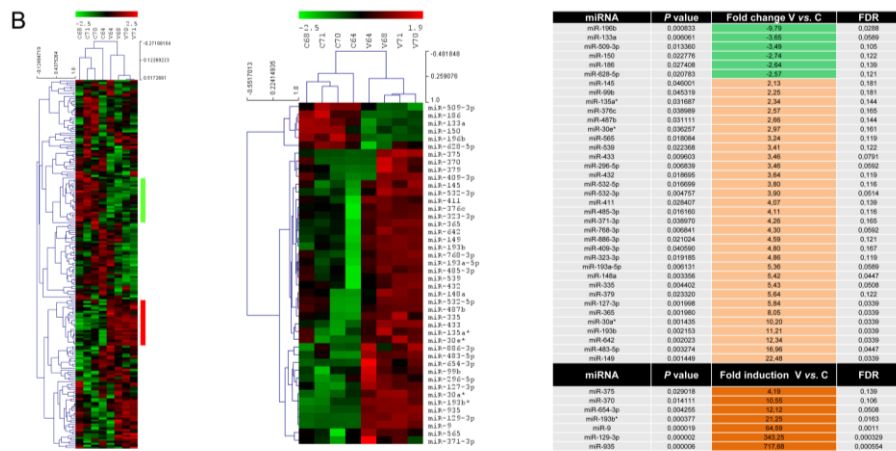 B
-2.5 2.5
C68 C71 C70 C64 V64 V68 V70 V71
-2.5 1.9
C68 C71 C70 C64 V64 V68 V71 V70
-0.481848
0.259076
1.0
-0.5517013
0.22414935
1.0
miR-509-3p
miR-186
miR-133a
miR-150
miR-196b
miR-628-5p
miR-375
miR-370
miR-379
miR-409-3p
miR-145
miR-532-3p
miR-411
miR-376c
miR-323-3p
miR-365
miR-642
miR-149
miR-193b
miR-768-3p
miR-193a-5p
miR-485-3p
miR-539
miR-432
miR-148a
miR-532-5p
miR-487b
miR-335
miR-433
miR-135a*
miR-30e*
miR-886-3p
miR-483-5p
miR-654-3p
miR-99b
miR-296-5p
miR-127-3p
miR-30a*
miR-193b*
miR-935
miR-129-3p
miR-9
miR-565
miR-371-3p
miRNA P value Fold change V vs. C FDR
miR-196b 0,000833 -9,79 0,0288
miR-133a 0,006061 -3,65 0,0589
miR-509-3p 0,013360 -3,49 0,105
miR-150 0,022776 -2,74 0,122
miR-186 0,027408 -2,64 0,139
miR-628-5p 0,020783 -2,57 0,121
miR-145 0,046001 2,13 0,181
miR-99b 0,045319 2,25 0,181
miR-135a* 0,031687 2,34 0,144
miR-376c 0,038989 2,57 0,165
miR-487b 0,031111 2,66 0,144
miR-30e* 0,036257 2,97 0,161
miR-565 0,018084 3,24 0,119
miR-539 0,022368 3,41 0,122
miR-433 0,009603 3,46 0,0791
miR-296-5p 0,006839 3,46 0,0592
miR-432 0,018695 3,64 0,119
miR-532-5p 0,016699 3,80 0,116
miR-532-3p 0,004757 3,90 0,0514
miR-411 0,028407 4,07 0,139
miR-485-3p 0,016160 4,11 0,116
miR-371-3p 0,038970 4,26 0,165
miR-768-3p 0,006841 4,30 0,0592
miR-886-3p 0,021024 4,59 0,121
miR-409-3p 0,040590 4,80 0,167
miR-323-3p 0,019185 4,86 0,119
miR-193a-5p 0,006131 5,36 0,0589
miR-148a 0,003356 5,42 0,0447
miR-335 0,004402 5,43 0,0508
miR-379 0,023320 5,64 0,122
miR-127-3p 0,001998 5,84 0,0339
miR-365 0,001980 8,05 0,0339
miR-30a* 0,001435 10,20 0,0339
miR-193b 0,002153 11,21 0,0339
miR-642 0,002023 12,34 0,0339
miR-483-5p 0,003274 16,96 0,0447
miR-149 0,001449 22,48 0,0339
miRNA P value Fold induction V vs. C FDR
miR-375 0,029018 4,19 0,139
miR-370 0,014111 10,55 0,106
miR-654-3p 0,004255 12,12 0,0508
miR-193b* 0,000377 21,25 0,0163
miR-9 0,000019 64,59 0,0011
miR-129-3p 0,000002 343,25 0,000329
miR-935 0,000006 717,68 0,000554